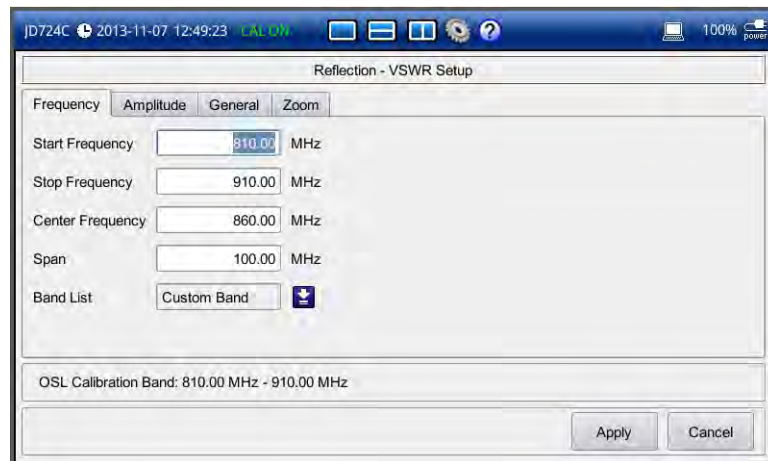 JD724C 2013-11-07 12:49:23 CAL ON ? 100% power
Reflection - VSWR Setup
Frequency Amplitude General Zoom
Start Frequency 810.00 MHz
Stop Frequency 910.00 MHz
Center Frequency 860.00 MHz
Span 100.00 MHz
Band List Custom Band
OSL Calibration Band: 810.00 MHz - 910.00 MHz
Apply Cancel